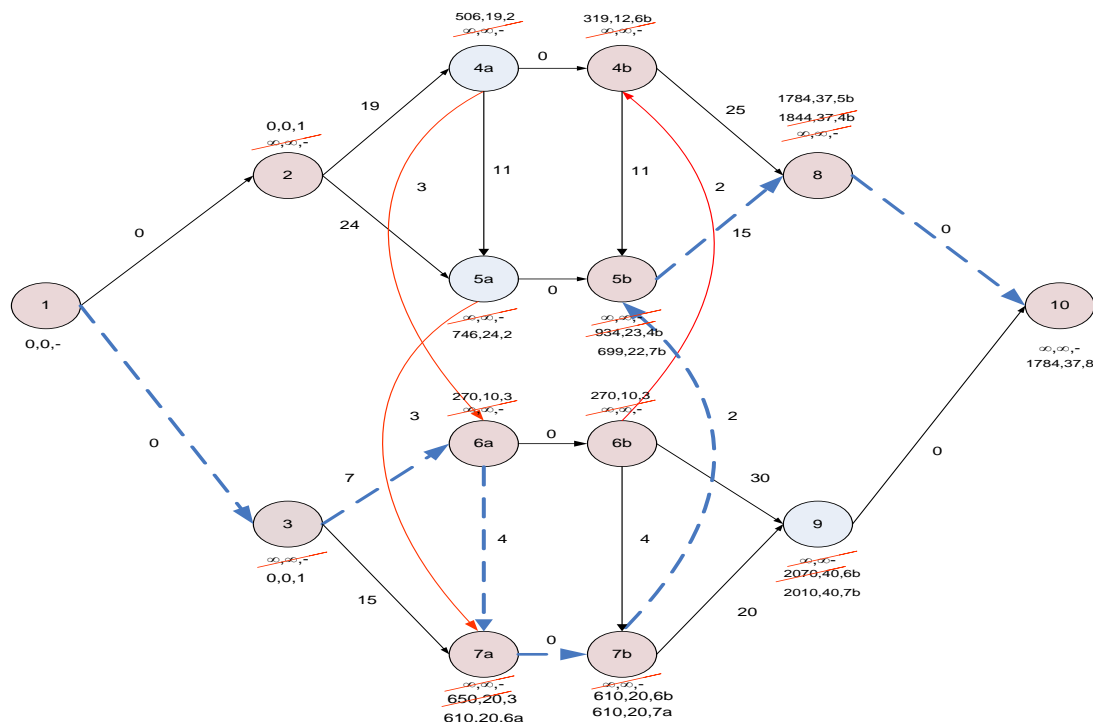 506,19,2
∞,∞,-
319,12,6b
∞,∞,-
4a
0
4b
19
25
1784,37,5b
1844,37,4b
∞,∞,-
0,0,1
∞,∞,-
2
3
11
11
2
8
24
15
0
0
5a
0
5b
1
10
0,0,-
∞,∞,-
746,24,2
∞,∞,-
934,23,4b
699,22,7b
∞,∞,-
1784,37,8
270,10,3
∞,∞,-
270,10,3
∞,∞,-
0
3
2
6a
0
6b
0
7
30
3
4
4
9
∞,∞,-
0,0,1
∞,∞,-
2070,40,6b
2010,40,7b
15
20
7a
0
7b
∞,∞,-
650,20,3
610,20,6a
∞,∞,-
610,20,6b
610,20,7a